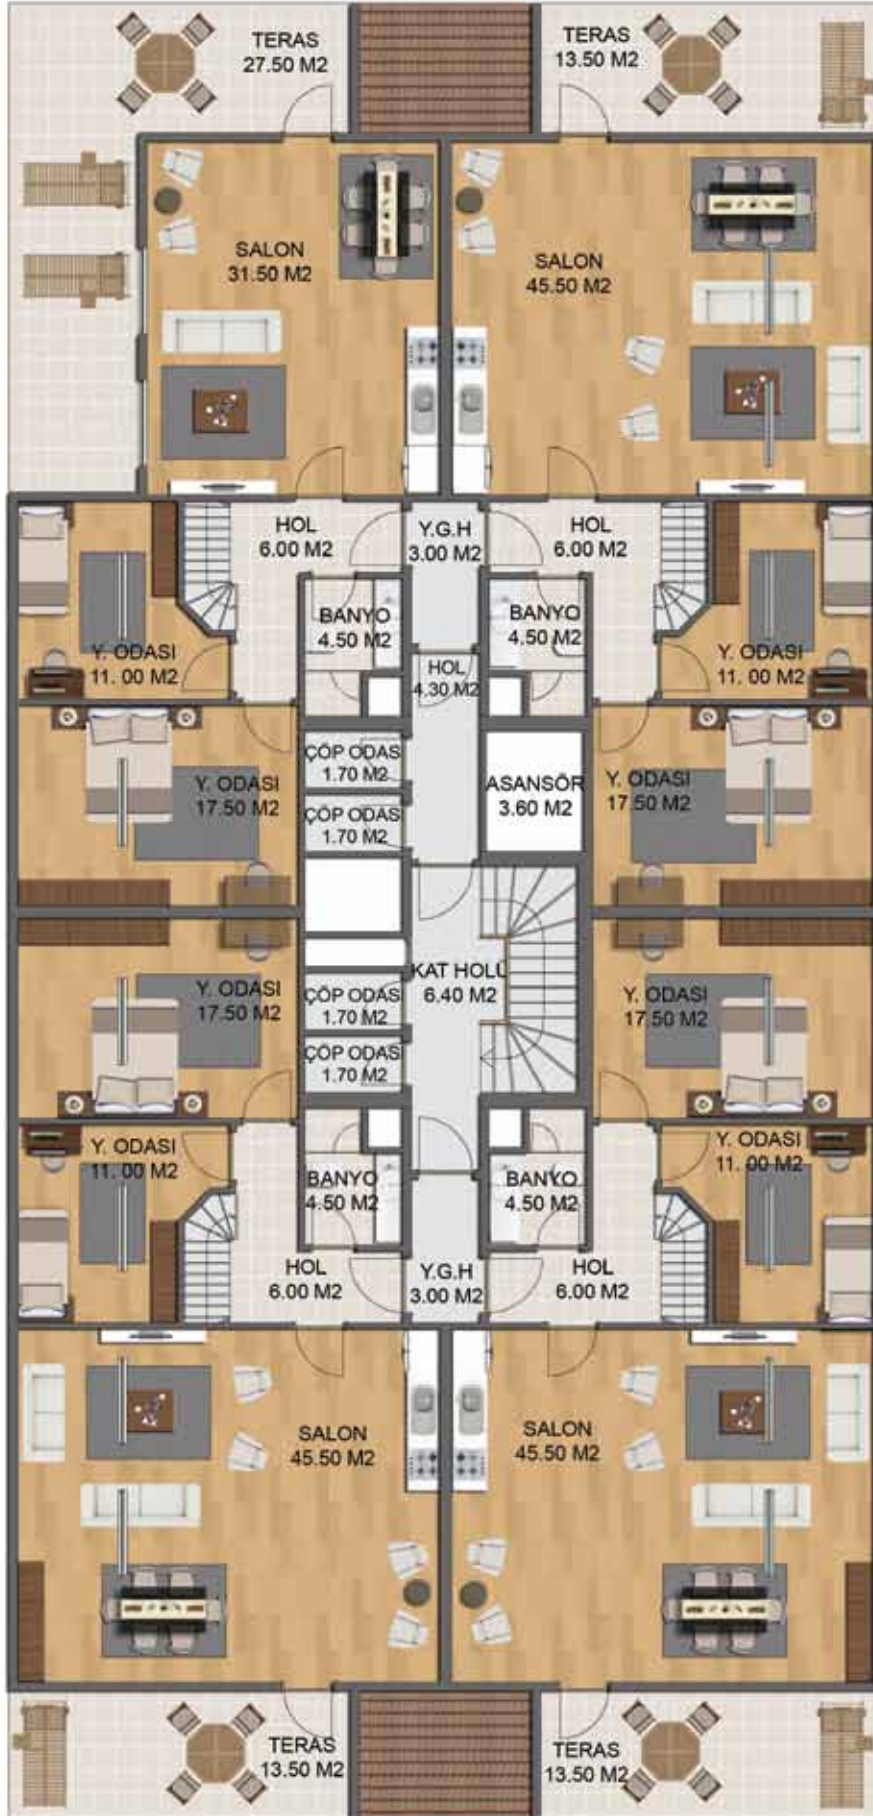 TERAS
27.50 M2
TERAS
13.50 M2
SALON
31.50 M2
SALON
45.50 M2
HOL
6.00 M2
Y.G.H
3.00 M2
HOL
6.00 M2
BANYO
4.50 M2
BANYO
4.50 M2
Y. ODASI
11. 00 M2
HOL
4.30 M2
Y. ODASI
11. 00 M2
ÇÖP ODAS
1.70 M2
Y. ODASI
17.50 M2
ASANSÖR
3.60 M2
Y. ODASI
17.50 M2
ÇÖP ODAS
1.70 M2
Y. ODASI
17.50 M2
ÇÖP ODAS
1.70 M2
KAT HOLÜ
6.40 M2
Y. ODASI
17.50 M2
ÇÖP ODAS
1.70 M2
Y. ODASI
11. 00 M2
Y. ODASI
11. 00 M2
BANYO
4.50 M2
BANYO
4.50 M2
HOL
6.00 M2
Y.G.H
3.00 M2
HOL
6.00 M2
SALON
45.50 M2
SALON
45.50 M2
TERAS
13.50 M2
TERAS
13.50 M2